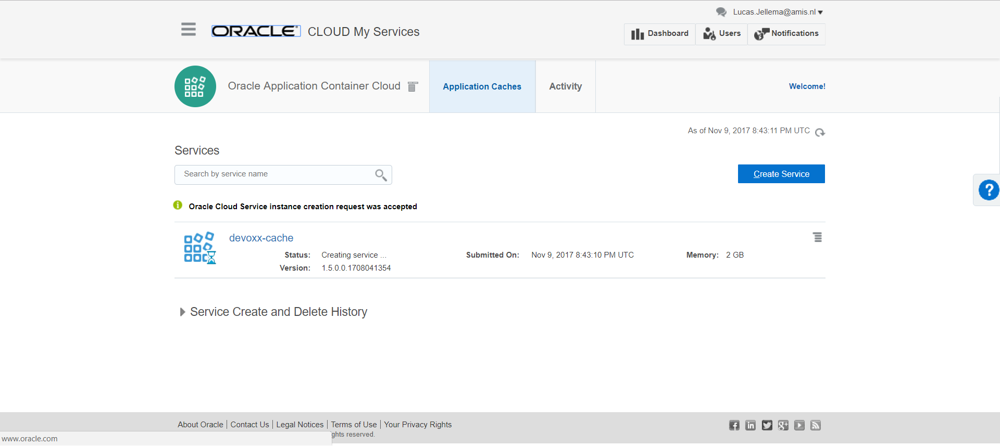 Lucas.Jellema@amis.nl
ORACLE CLOUD My Services
Dashboard
Users
Notifications
Oracle Application Container Cloud
Application Caches
Activity
Welcome!
As of Nov 9, 2017 8:43:11 PM UTC
Services
Search by service name
Create Service
Oracle Cloud Service instance creation request was accepted
devoxx-cache
Status: Creating service ...
Submitted On: Nov 9, 2017 8:43:10 PM UTC
Memory: 2 GB
Version: 1.5.0.0.1708041354
Service Create and Delete History
About Oracle | Contact Us | Legal Notices | Terms of Use | Your Privacy Rights
reserved.
www.oracle.com